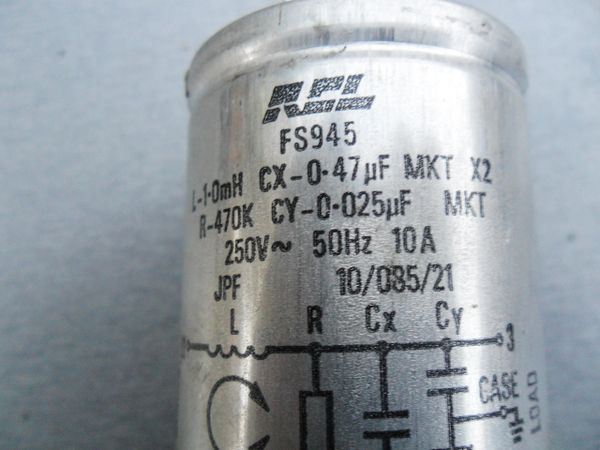 FS945
L-1·0mH CX-0·47µF MKT X2
R-470K CY-0·025µF MKT
250V~ 50Hz 10A
JPF 10/085/21
L R Cx Cy
3
CASE
LOAD